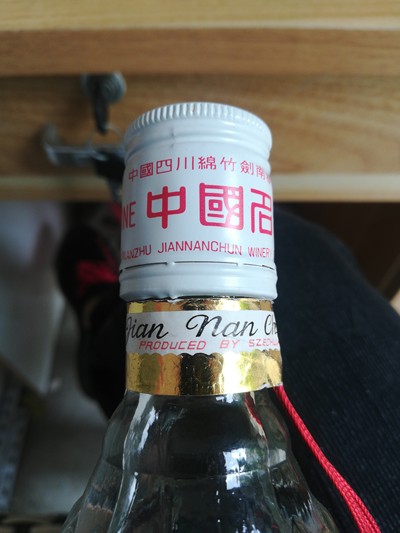 中國四川綿竹劍南
NE 中國名
ANZHU JIANNANCHUN WINERY
Jian Nan Ch
PRODUCED BY SZECHU